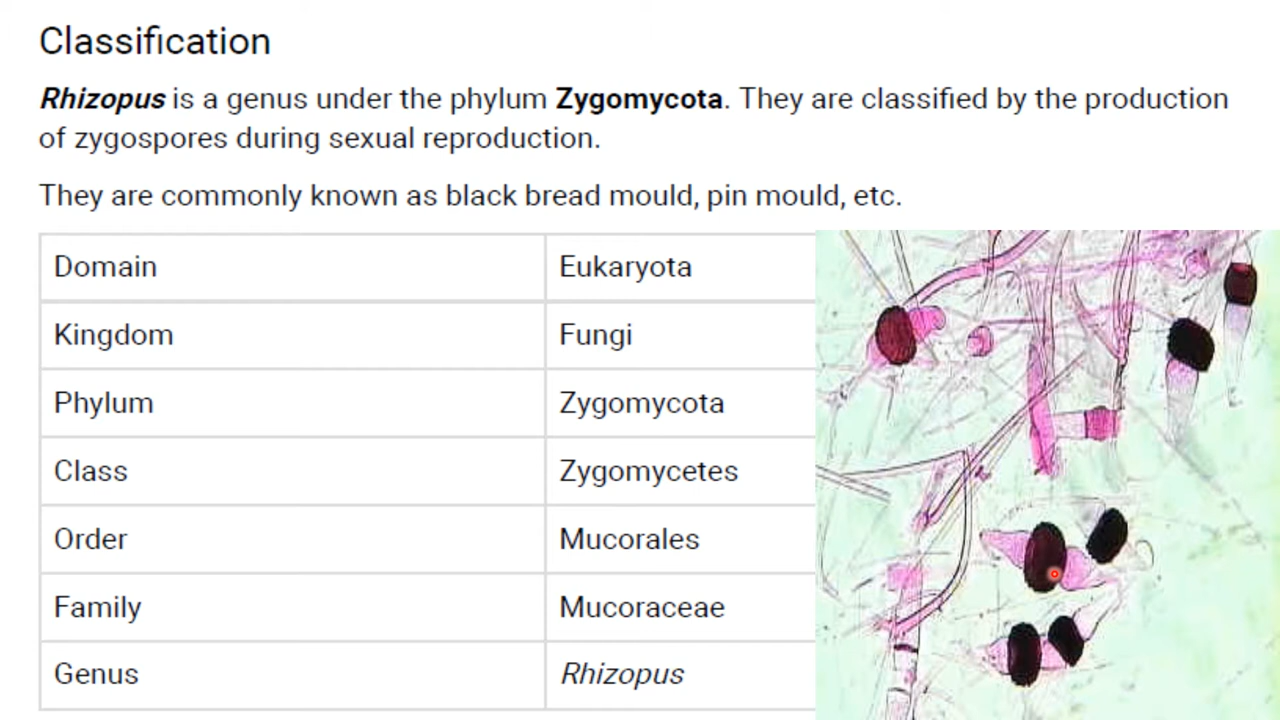 Classification
Rhizopus is a genus under the phylum Zygomycota. They are classified by the production
of zygospores during sexual reproduction.
They are commonly known as black bread mould, pin mould, etc.
Domain Eukaryota
Kingdom Fungi
Phylum Zygomycota
Class Zygomycetes
Order Mucorales
Family Mucoraceae
Genus Rhizopus